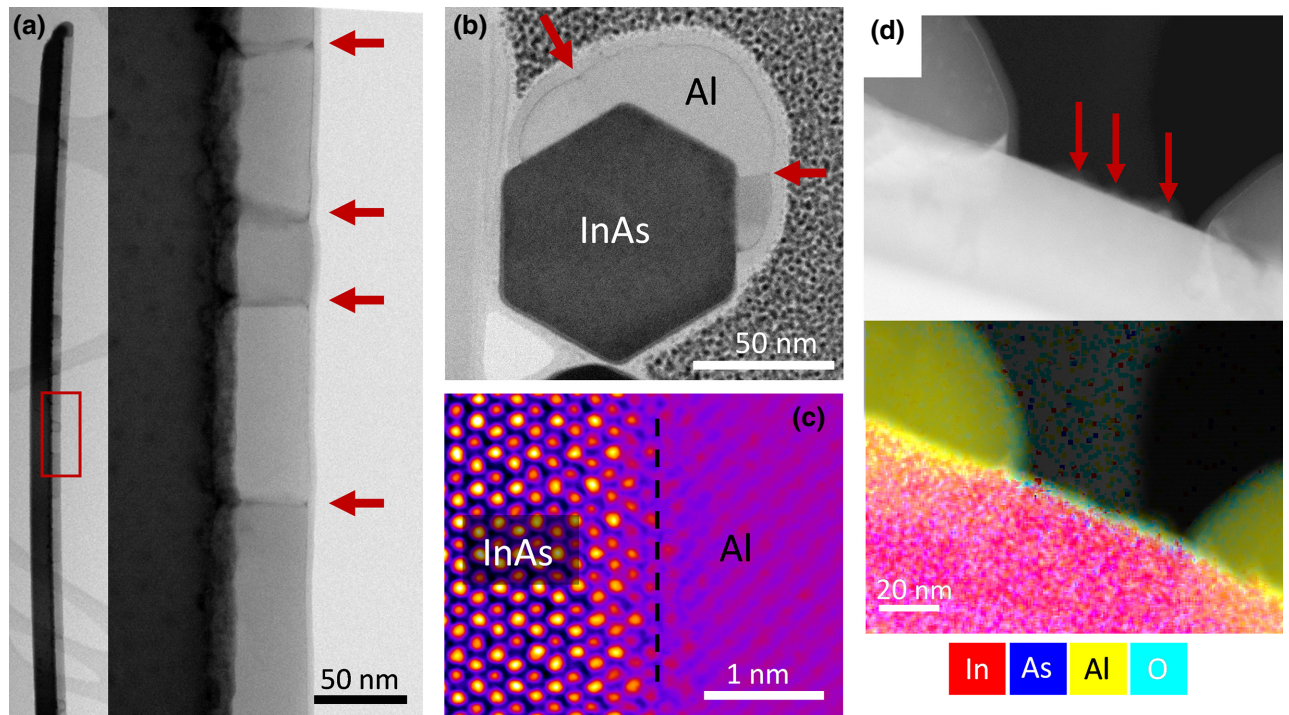 (a)
50 nm
(b)
Al
InAs
50 nm
(c)
InAs
Al
1 nm
(d)
20 nm
In As Al O